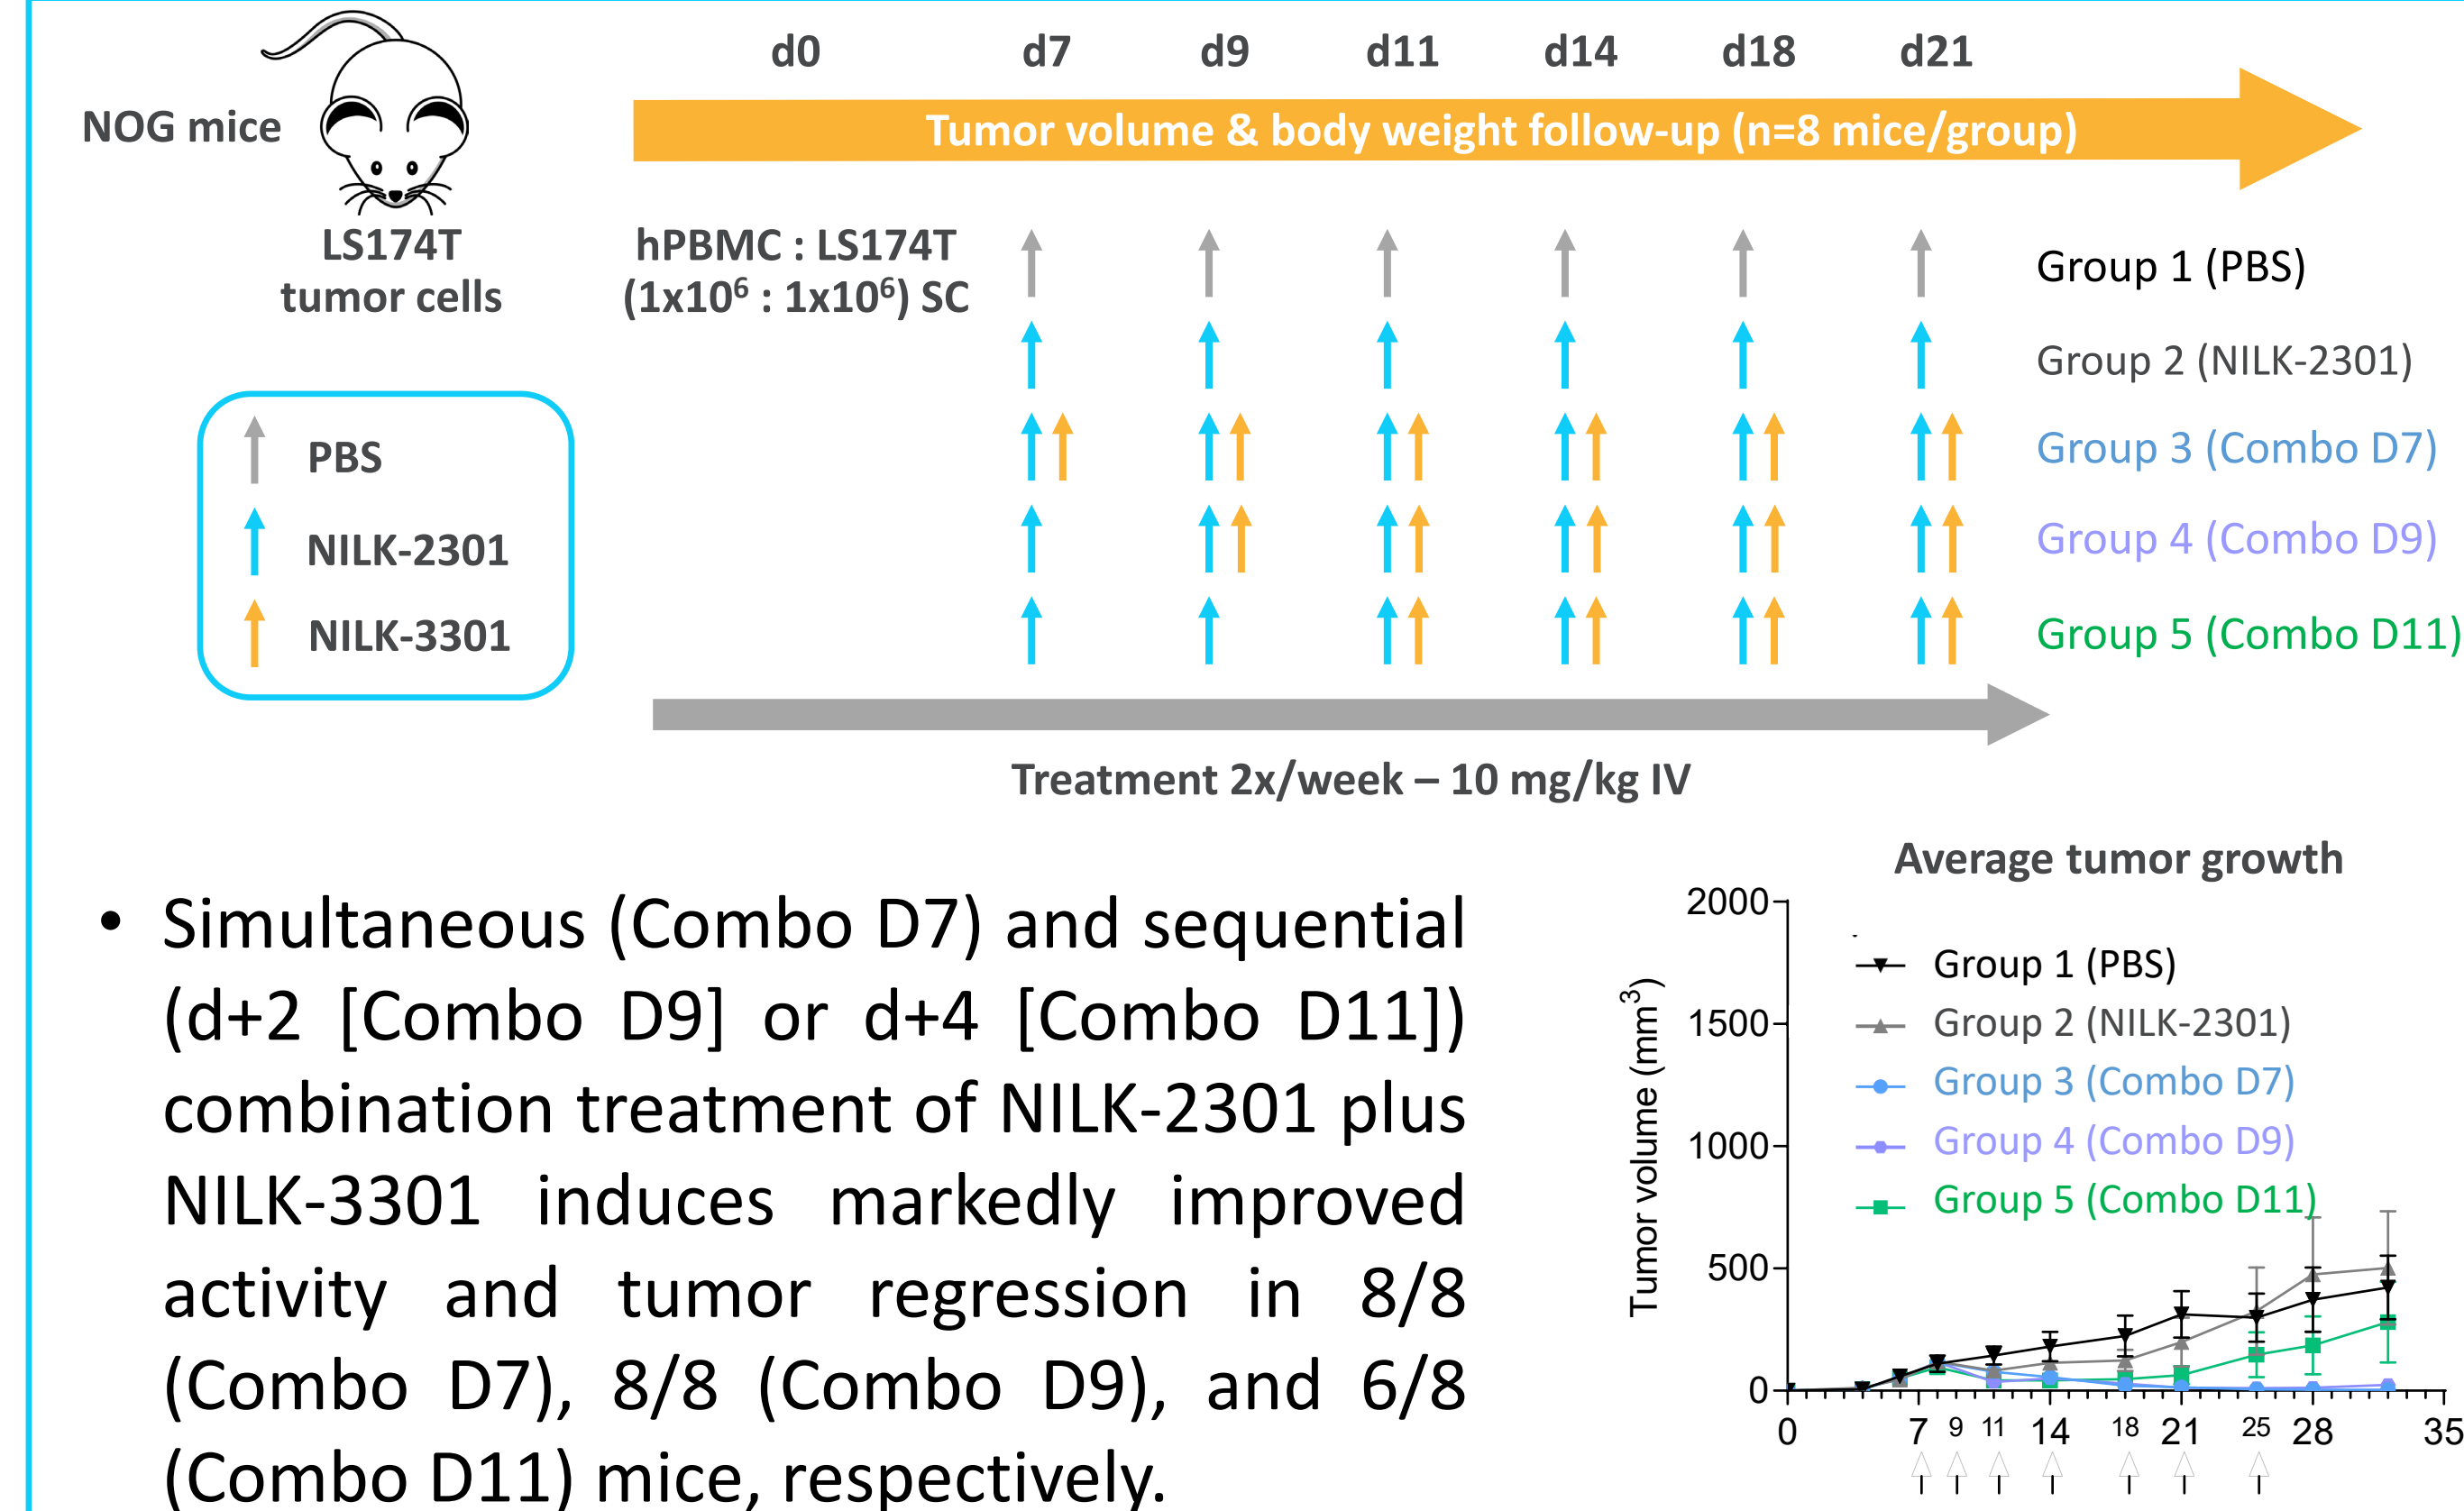 d0 d7 d9 d11 d14 d18 d21
NOG mice
Tumor volume & body weight follow-up (n=8 mice/group)
LS174T
tumor cells
hPBMC : LS174T
(1x10⁶ : 1x10⁶) SC
Group 1 (PBS)
Group 2 (NILK-2301)
Group 3 (Combo D7)
Group 4 (Combo D9)
Group 5 (Combo D11)
PBS
NILK-2301
NILK-3301
Treatment 2x/week – 10 mg/kg IV
• Simultaneous (Combo D7) and sequential
(d+2 [Combo D9] or d+4 [Combo D11])
combination treatment of NILK-2301 plus
NILK-3301 induces markedly improved
activity and tumor regression in 8/8
(Combo D7), 8/8 (Combo D9), and 6/8
(Combo D11) mice, respectively.
Average tumor growth
Tumor volume (mm³)
2000
1500
1000
500
0
Group 1 (PBS)
Group 2 (NILK-2301)
Group 3 (Combo D7)
Group 4 (Combo D9)
Group 5 (Combo D11)
0 7 9 11 14 18 21 25 28 35